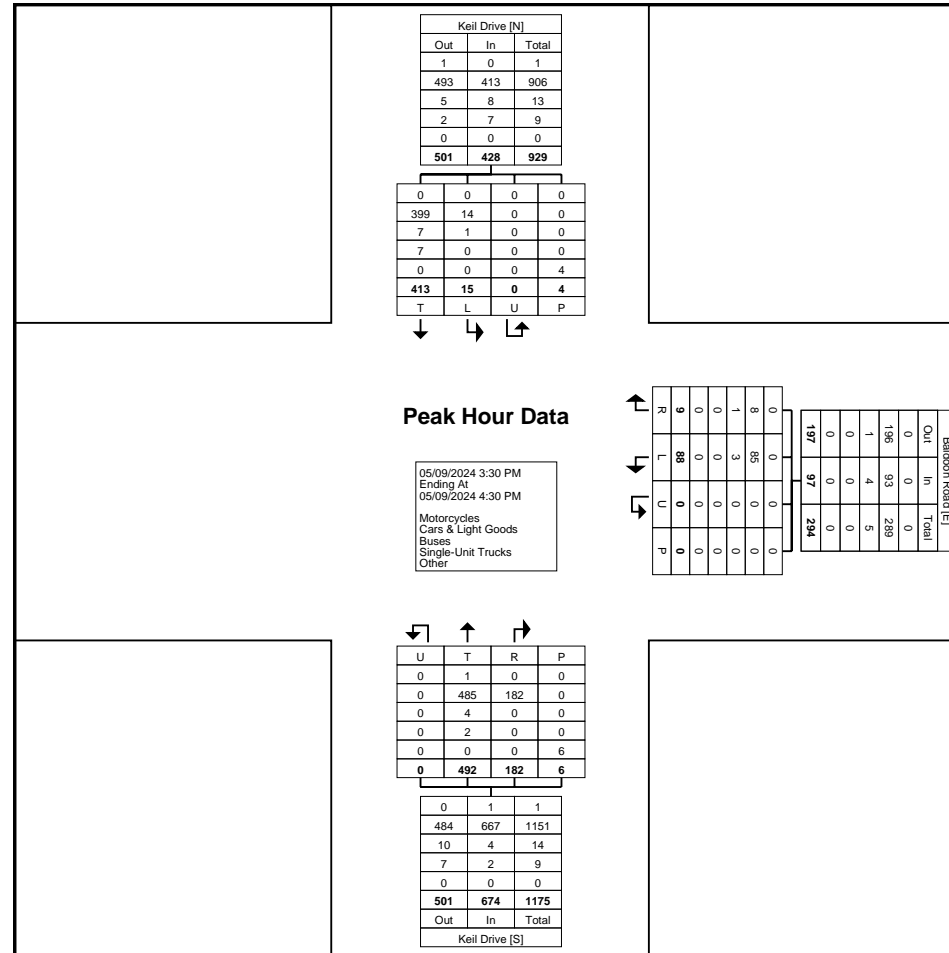 Keil Drive [N]
Out In Total
1 0 1
493 413 906
5 8 13
2 7 9
0 0 0
501 428 929
0 0 0 0
399 14 0 0
7 1 0 0
7 0 0 0
0 0 0 4
413 15 0 4
T L U P
Peak Hour Data
05/09/2024 3:30 PM
Ending At
05/09/2024 4:30 PM
Motorcycles
Cars & Light Goods
Buses
Single-Unit Trucks
Other
Road [E]
Out In Total
0 0 0
196 93 289
1 4 5
0 0 0
0 0 0
197 97 294
0 0 0 0
8 85 0 0
1 3 0 0
0 0 0 0
0 0 0 0
9 88 0 0
R L U P
U T R P
0 1 0 0
0 485 182 0
0 4 0 0
0 2 0 0
0 0 0 6
0 492 182 6
0 1 1
484 667 1151
10 4 14
7 2 9
0 0 0
501 674 1175
Out In Total
Keil Drive [S]